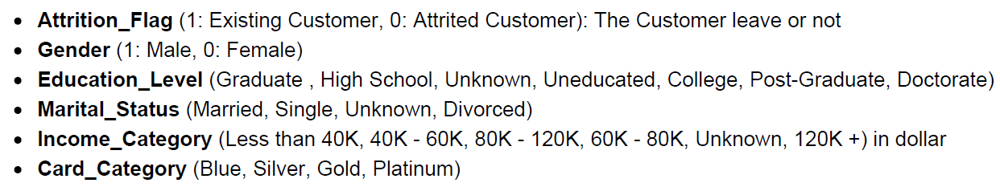 • Attrition_Flag (1: Existing Customer, 0: Attrited Customer): The Customer leave or not
• Gender (1: Male, 0: Female)
• Education_Level (Graduate , High School, Unknown, Uneducated, College, Post-Graduate, Doctorate)
• Marital_Status (Married, Single, Unknown, Divorced)
• Income_Category (Less than 40K, 40K - 60K, 80K - 120K, 60K - 80K, Unknown, 120K +) in dollar
• Card_Category (Blue, Silver, Gold, Platinum)